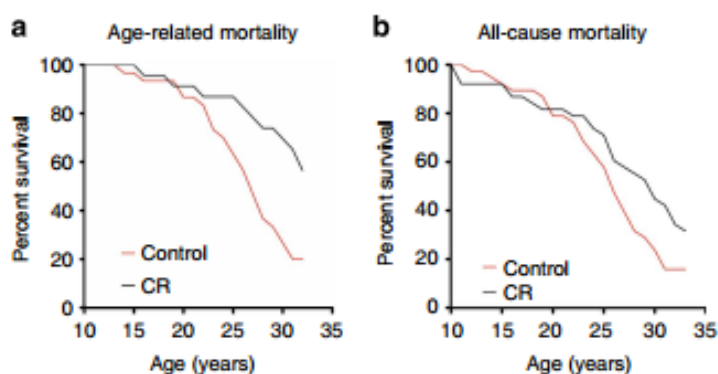 a Age-related mortality
Percent survival
100
80
60
40
20
0
Control
CR
10 15 20 25 30 35
Age (years)
b All-cause mortality
Percent survival
100
80
60
40
20
0
Control
CR
10 15 20 25 30 35
Age (years)